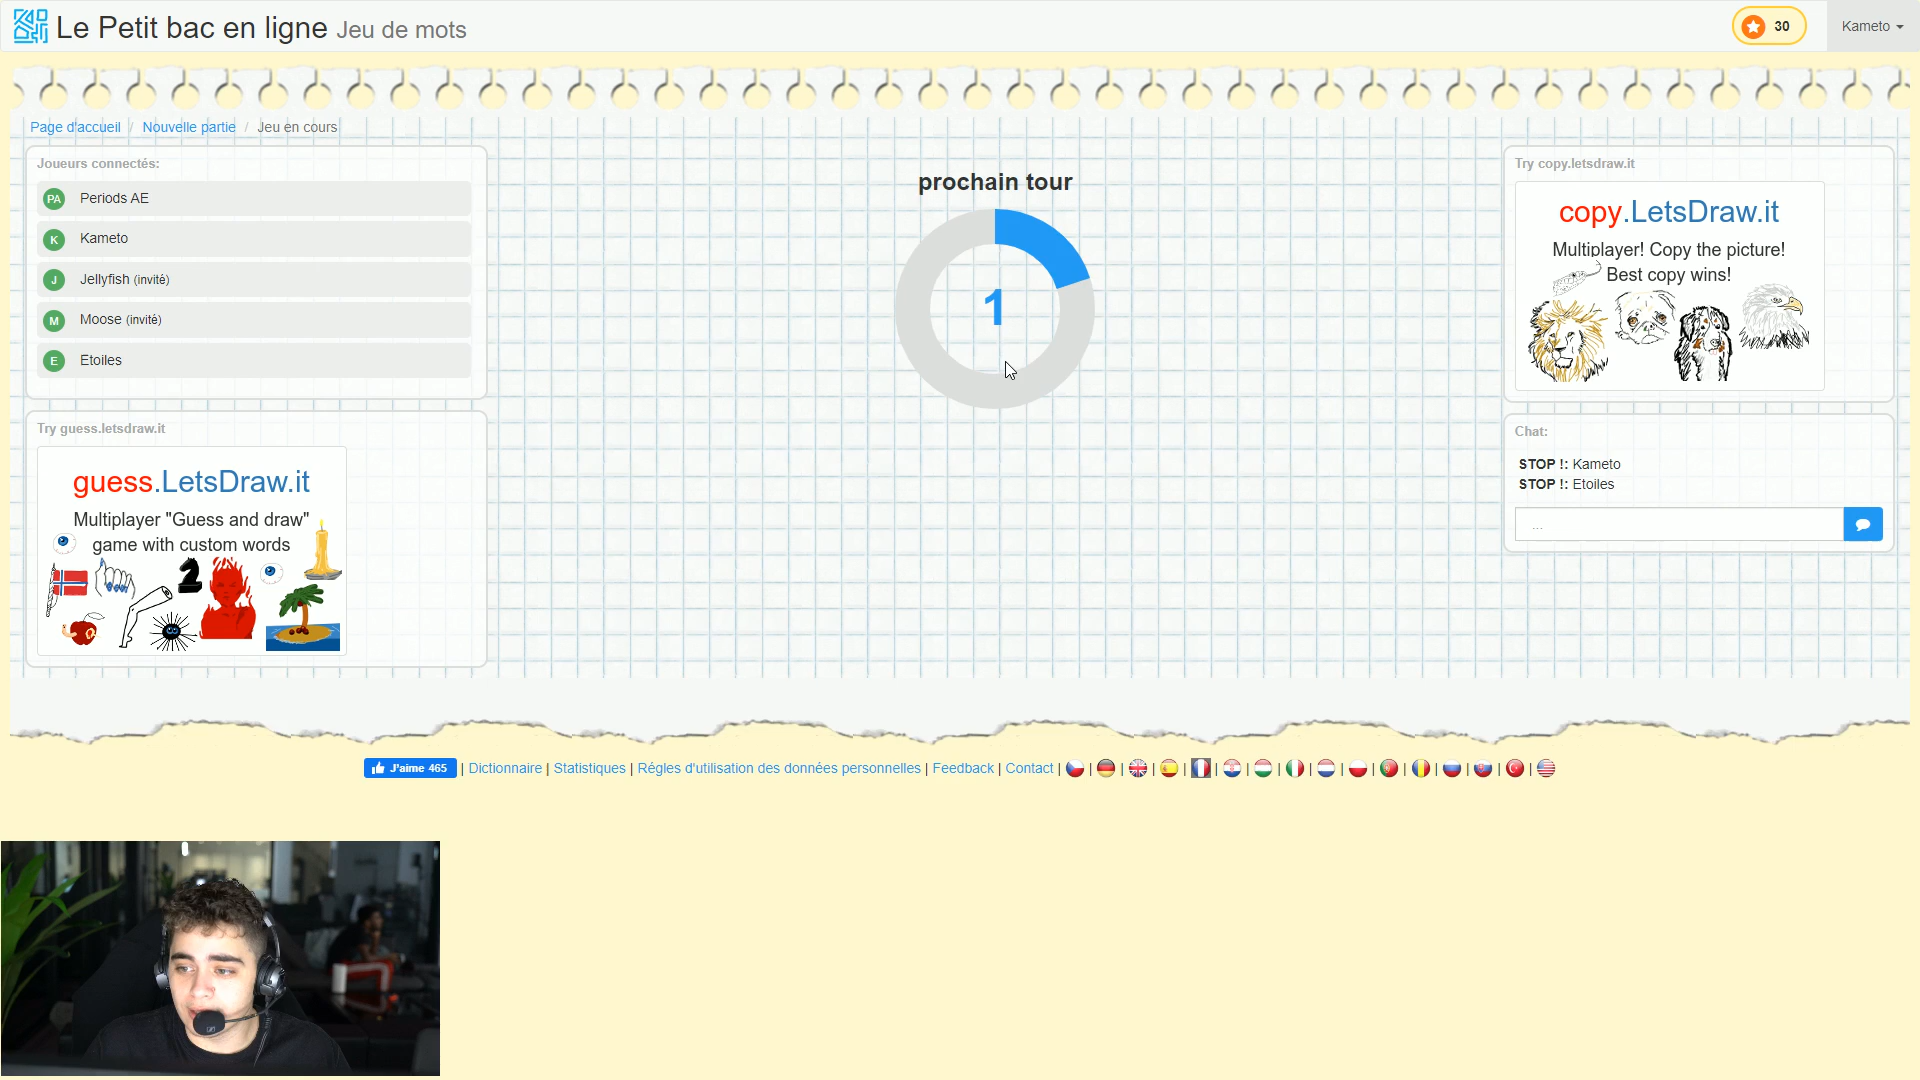 Le Petit bac en ligne Jeu de mots
30
Kameto
Page d'accueil / Nouvelle partie / Jeu en cours
Joueurs connectés:
PA Periods AE
K Kameto
J Jellyfish (invité)
M Moose (invité)
E Etoiles
Try guess.letsdraw.it
guess.LetsDraw.it
Multiplayer "Guess and draw"
game with custom words
prochain tour
1
Try copy.letsdraw.it
copy.LetsDraw.it
Multiplayer! Copy the picture!
Best copy wins!
Chat:
STOP !: Kameto
STOP !: Etoiles
...
J'aime 465 | Dictionnaire | Statistiques | Régles d'utilisation des données personnelles | Feedback | Contact | | | | | | | | | | | | | | | |